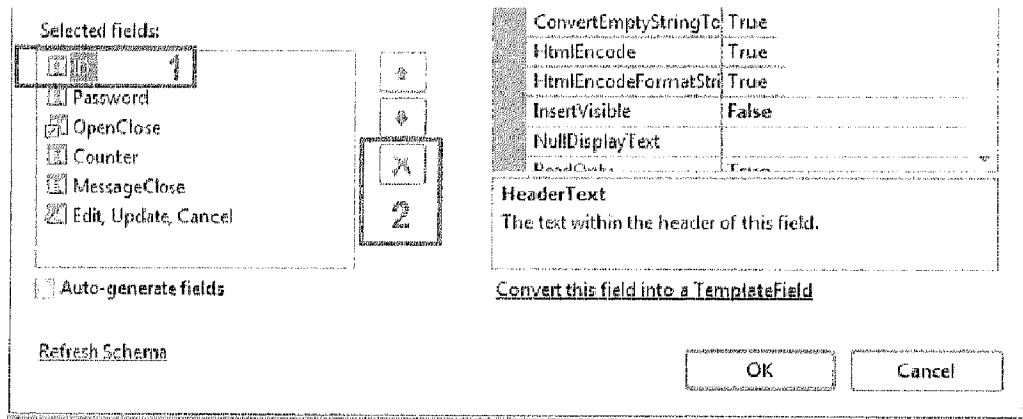 Selected fields:
1
Password
OpenClose
Counter
MessageClose
Edit, Update, Cancel
2
Auto-generate fields
Refresh Schema
ConvertEmptyStringTo True
HtmlEncode True
HtmlEncodeFormatStri True
InsertVisible False
NullDisplayText
HeaderText
The text within the header of this field.
Convert this field into a TemplateField
OK
Cancel